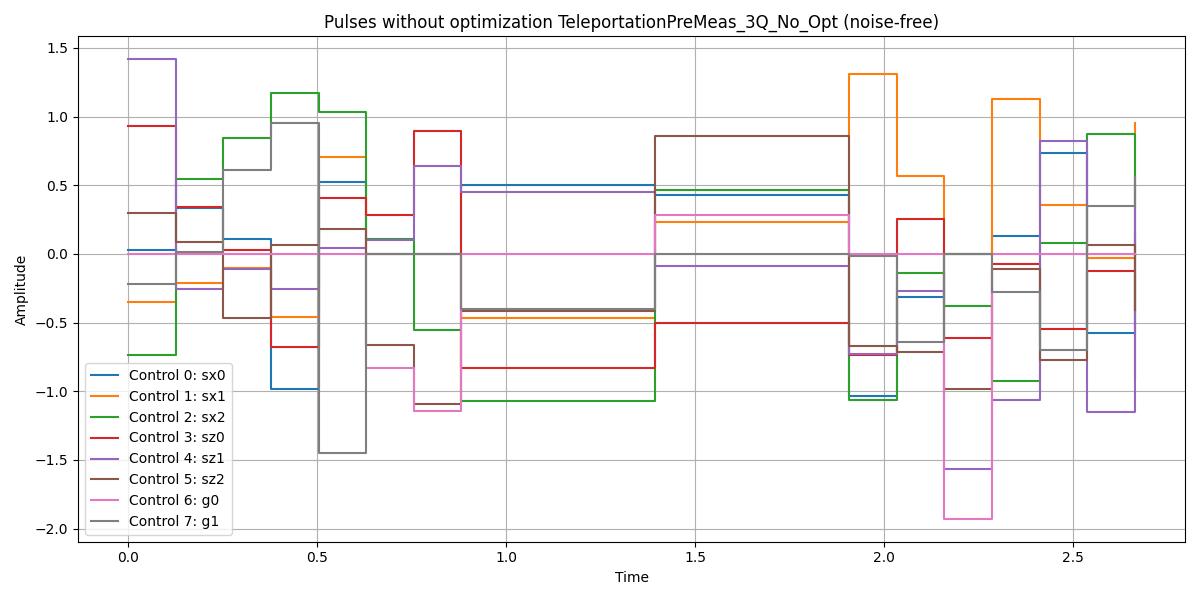 Pulses without optimization TeleportationPreMeas_3Q_No_Opt (noise-free)
1.5
1.0
0.5
0.0
−0.5
−1.0
−1.5
−2.0
Amplitude
Control 0: sx0
Control 1: sx1
Control 2: sx2
Control 3: sz0
Control 4: sz1
Control 5: sz2
Control 6: g0
Control 7: g1
0.0 0.5 1.0 1.5 2.0 2.5
Time